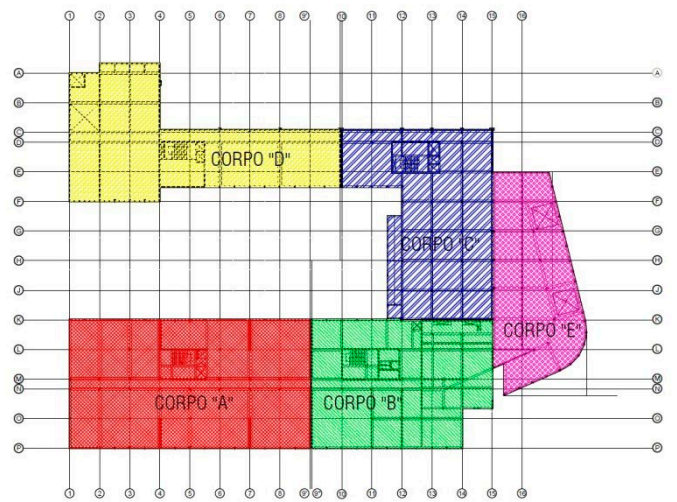 1 2 3 4 5 6 7 8 9' 10 11 12 13 14 15 16
A A
B B
C C
D D
CORPO "D"
E E
F F
G G
CORPO "C"
H H
J J
K K
CORPO "E"
L L
M M
N N
CORPO "A" CORPO "B"
O
P P
1 2 3 4 5 6 7 8 9' 9" 10 11 12 13 14 15 16